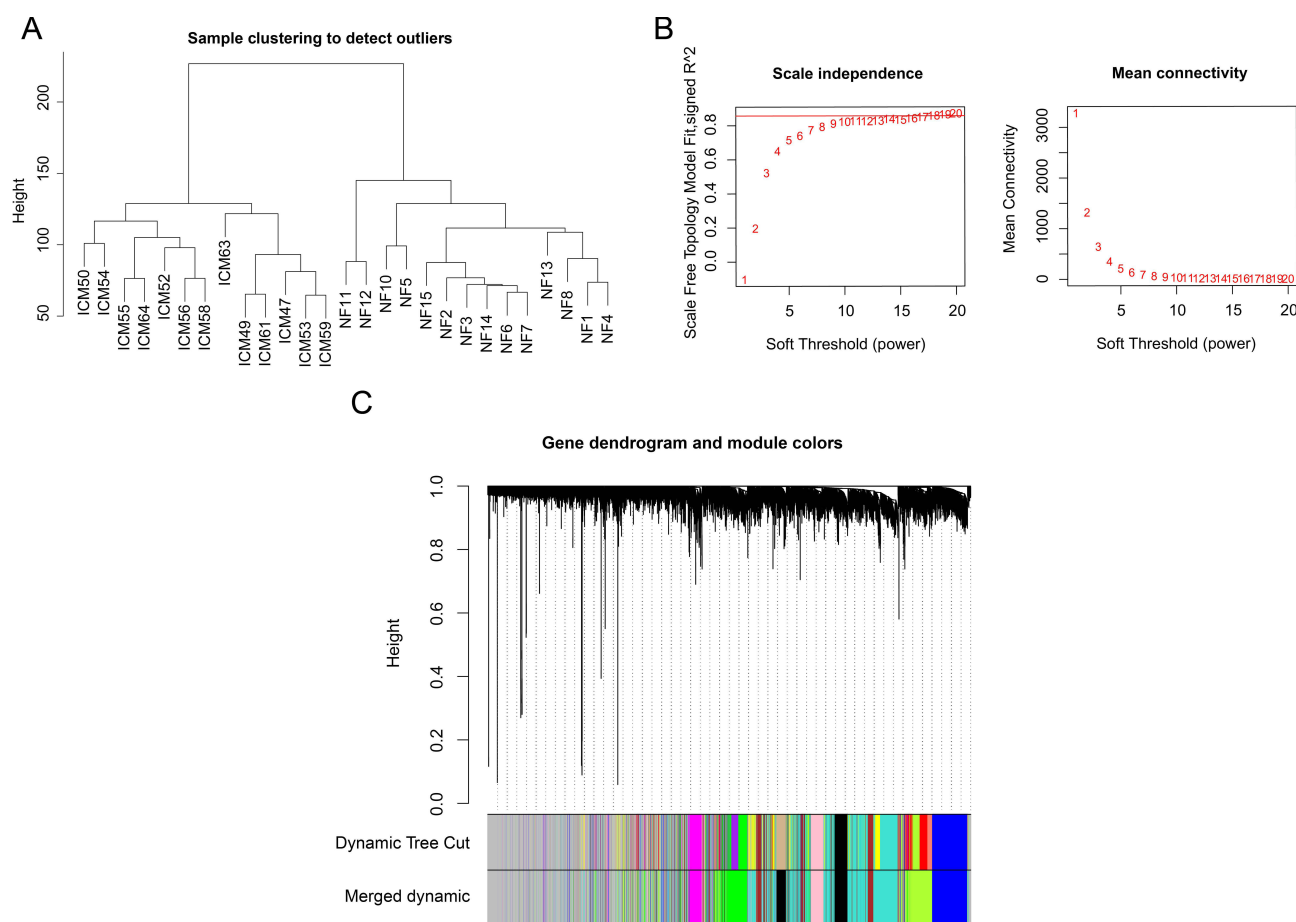 A
Sample clustering to detect outliers
Height
50
100
150
200
ICM50
ICM54
ICM55
ICM64
ICM52
ICM56
ICM58
ICM63
ICM49
ICM61
ICM47
ICM53
ICM59
NF11
NF12
NF10
NF5
NF15
NF2
NF3
NF14
NF6
NF7
NF13
NF8
NF1
NF4
B
Scale independence
Scale Free Topology Model Fit,signed R^2
0.0
0.2
0.4
0.6
0.8
1
2
3
4
5
6
7
8
9
10
11
12
13
14
15
16
17
18
19
20
5 10 15 20
Soft Threshold (power)
Mean connectivity
Mean Connectivity
0
1000
2000
3000
1
2
3
4
5
6
7
8
9
10
11
12
13
14
15
16
17
18
19
20
5 10 15 20
Soft Threshold (power)
C
Gene dendrogram and module colors
Height
1.0
0.8
0.6
0.4
0.2
0.0
Dynamic Tree Cut
Merged dynamic